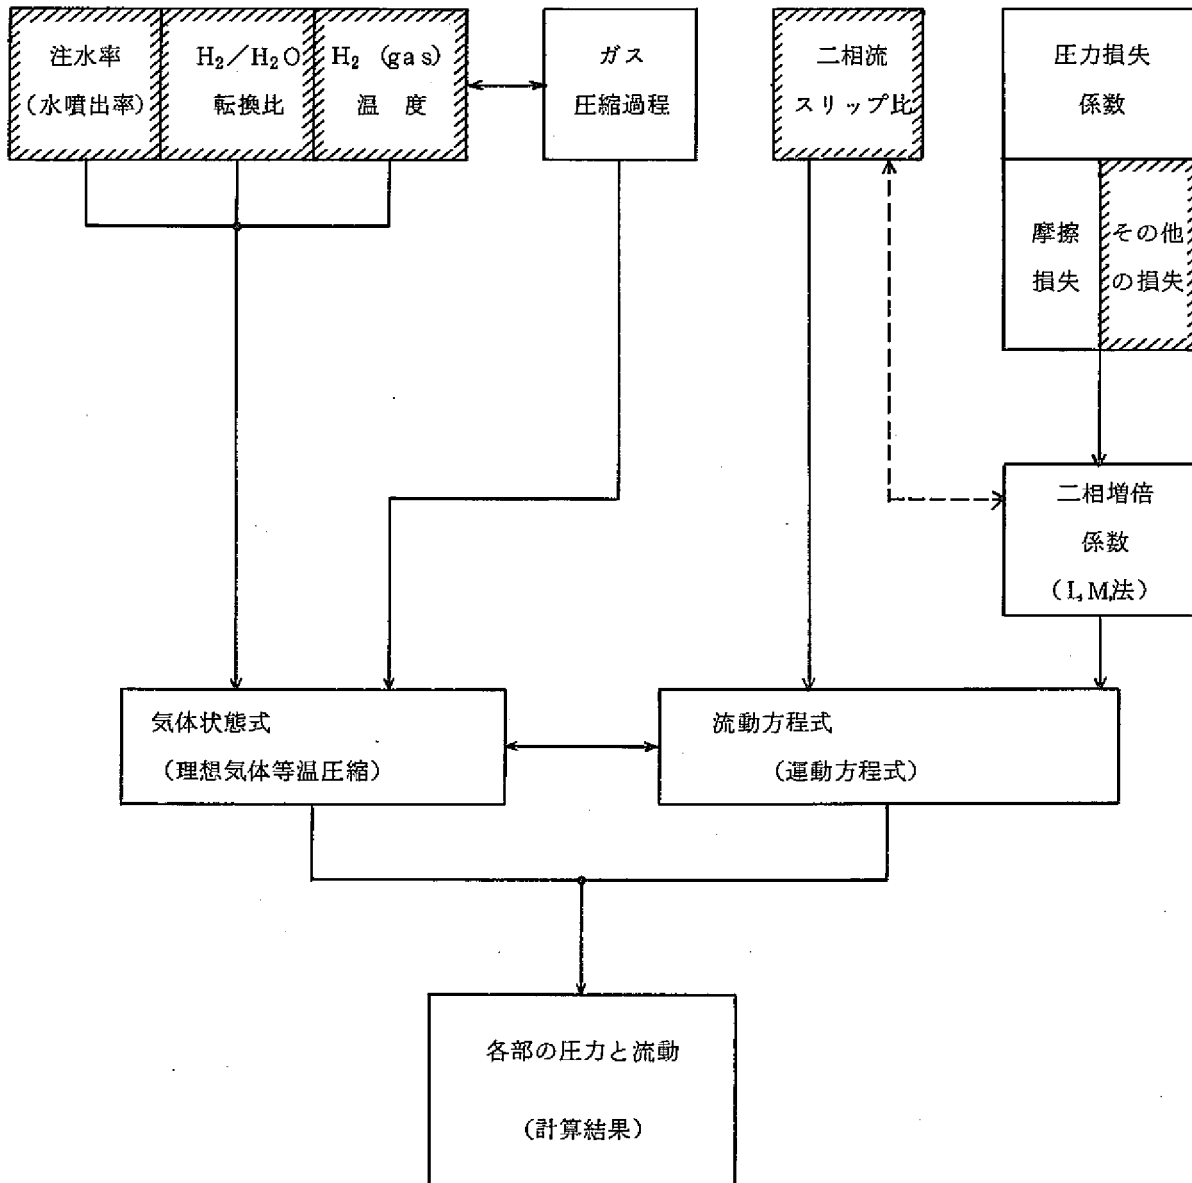 注水率
(水噴出率)
H₂/H₂O
転換比
H₂ (gas)
温 度
ガス
圧縮過程
二相流
スリップ比
圧力損失
係数
摩擦
損失
その他
の損失
二相増倍
係数
(L,M,法)
気体状態式
(理想気体等温圧縮)
流動方程式
(運動方程式)
各部の圧力と流動
(計算結果)